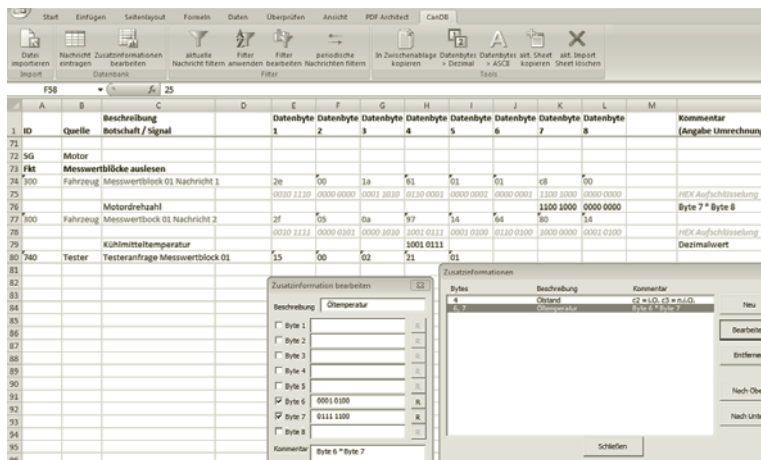 Start Einfügen Seitenlayout Formeln Daten Überprüfen Ansicht PDF Architect CanDB
Datei importieren
Nachricht eintragen
Zusatzinformationen bearbeiten
aktuelle Nachricht filtern
Filter anwenden
Filter bearbeiten
periodische Nachrichten filtern
In Zwischenablage kopieren
Datenbytes > Dezimal
Datenbytes > ASCII
akt. Sheet kopieren
akt. Import Sheet löschen
Import Datenbank Filter Tools
F58 fx 25
A B C D E F G H I J K L M
Beschreibung Datenbyte Datenbyte Datenbyte Datenbyte Datenbyte Datenbyte Datenbyte Datenbyte Kommentar
1 ID Quelle Botschaft / Signal 1 2 3 4 5 6 7 8 (Angabe Umrechnung
71
72 SG Motor
73 Fkt Messwertblöcke auslesen
74 300 Fahrzeug Messwertblock 01 Nachricht 1 2e 00 1a 61 01 01 c8 00
75 0010 1110 0000 0000 0001 1010 0110 0001 0000 0001 0000 0001 1100 1000 0000 0000 HEX Aufschlüsselung
76 Motordrehzahl 1100 1000 0000 0000 Byte 7 * Byte 8
77 300 Fahrzeug Messwertbock 01 Nachricht 2 2f 05 0a 97 14 64 80 14
78 0010 1111 0000 0101 0000 1010 1001 0111 0001 0100 0110 0100 1000 0000 0001 0100 HEX Aufschlüsselung
79 Kühlmitteltemperatur 1001 0111 Dezimalwert
80 740 Tester Testeranfrage Messwertblock 01 15 00 02 21 01
81
82
83
84
85
86
87
88
89
90
91
92
93
94
95
Zusatzinformation bearbeiten
Beschreibung Öltemperatur
Byte 1 R
Byte 2 R
Byte 3 R
Byte 4 R
Byte 5 R
Byte 6 0001 0100 R
Byte 7 0111 1100 R
Byte 8 R
Kommentar Byte 6 * Byte 7
Zusatzinformationen
Bytes Beschreibung Kommentar
4 Ölstand c2 = i.O. c3 = n.i.O.
6, 7 Öltemperatur Byte 6 * Byte 7
Neu
Bearbeite
Entferne
Nach Obe
Nach Unte
Schließen